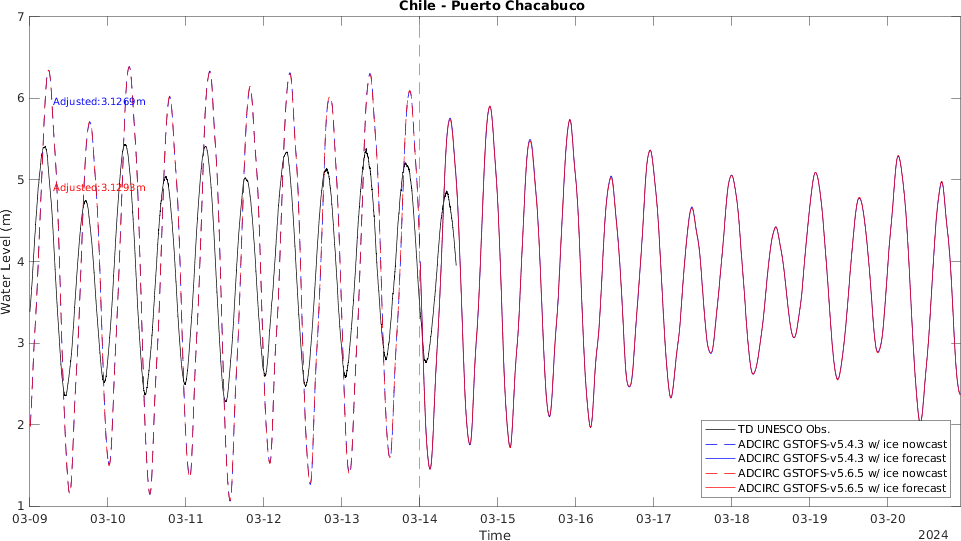 Chile - Puerto Chacabuco
Water Level (m)
7
6
5
4
3
2
1
Adjusted:3.1269m
Adjusted:3.1293m
TD UNESCO Obs.
ADCIRC GSTOFS-v5.4.3 w/ ice nowcast
ADCIRC GSTOFS-v5.4.3 w/ ice forecast
ADCIRC GSTOFS-v5.6.5 w/ ice nowcast
ADCIRC GSTOFS-v5.6.5 w/ ice forecast
03-09 03-10 03-11 03-12 03-13 03-14 03-15 03-16 03-17 03-18 03-19 03-20
Time
2024